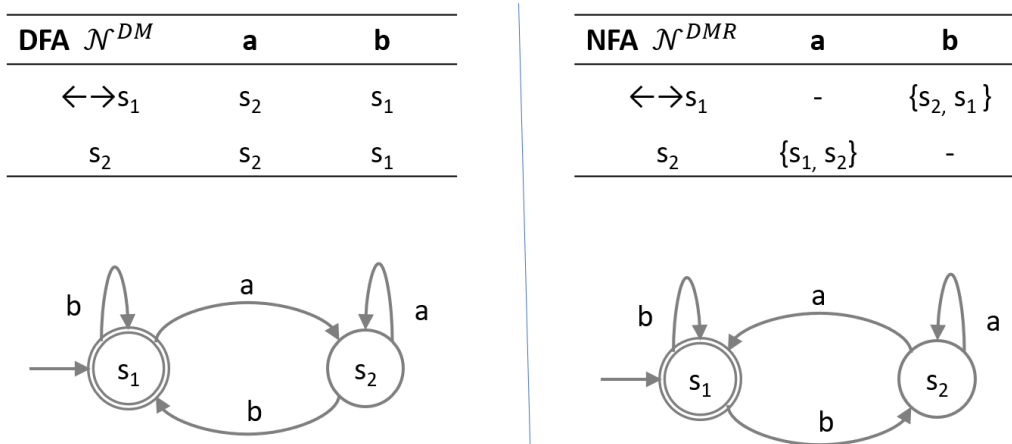 DFA 𝒩^DM a b
←→s₁ s₂ s₁
s₂ s₂ s₁
NFA 𝒩^DMR a b
←→s₁ - {s₂, s₁}
s₂ {s₁, s₂} -
b a a
s₁ s₂
b
b a a
s₁ s₂
b